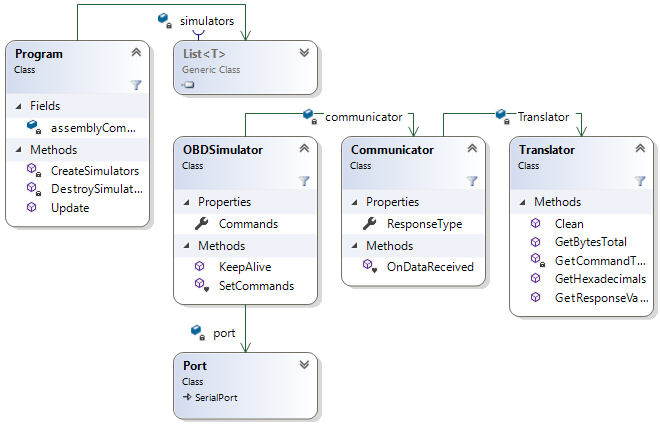 simulators
Program
Class
Fields
assemblyCom...
Methods
CreateSimulators
DestroySimulat...
Update
List<T>
Generic Class
communicator
Translator
OBDSimulator
Class
Properties
Commands
Methods
KeepAlive
SetCommands
Communicator
Class
Properties
ResponseType
Methods
OnDataReceived
Translator
Class
Methods
Clean
GetBytesTotal
GetCommandT...
GetHexadecimals
GetResponseVa...
port
Port
Class
SerialPort